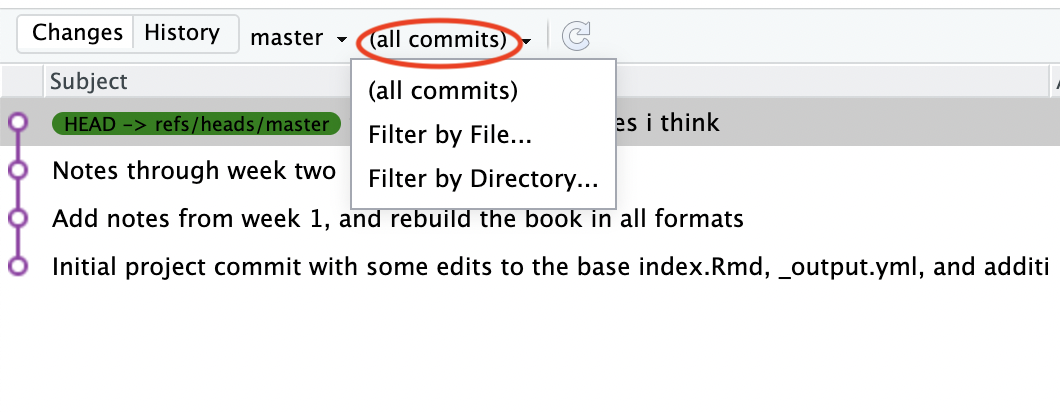 Changes History master (all commits)
Subject
(all commits)
HEAD -> refs/heads/master i think
Filter by File...
Notes through week two
Filter by Directory...
Add notes from week 1, and rebuild the book in all formats
Initial project commit with some edits to the base index.Rmd, _output.yml, and additi